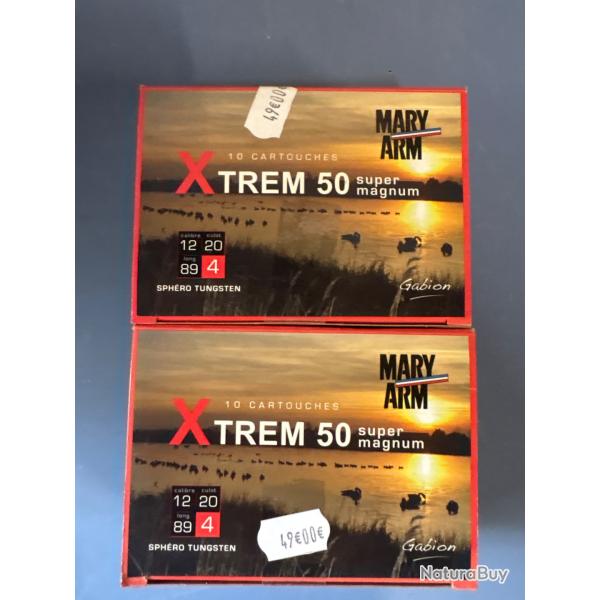 49€00€
MARY
ARM
10 CARTOUCHES
XTREM 50 super
magnum
calibre culot
12 20
long
89 4
SPHÉRO TUNGSTEN
Gabion
MARY
ARM
10 CARTOUCHES
XTREM 50 super
magnum
calibre culot
12 20
long
89 4
SPHÉRO TUNGSTEN
49€00€
Gabion
NaturaBuy